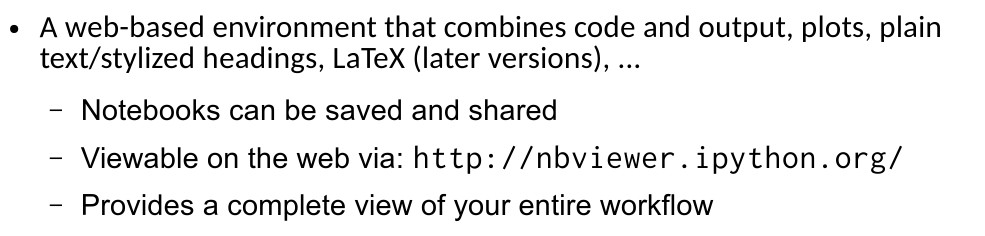 • A web-based environment that combines code and output, plots, plain
text/stylized headings, LaTeX (later versions), ...
– Notebooks can be saved and shared
– Viewable on the web via: http://nbviewer.ipython.org/
– Provides a complete view of your entire workflow